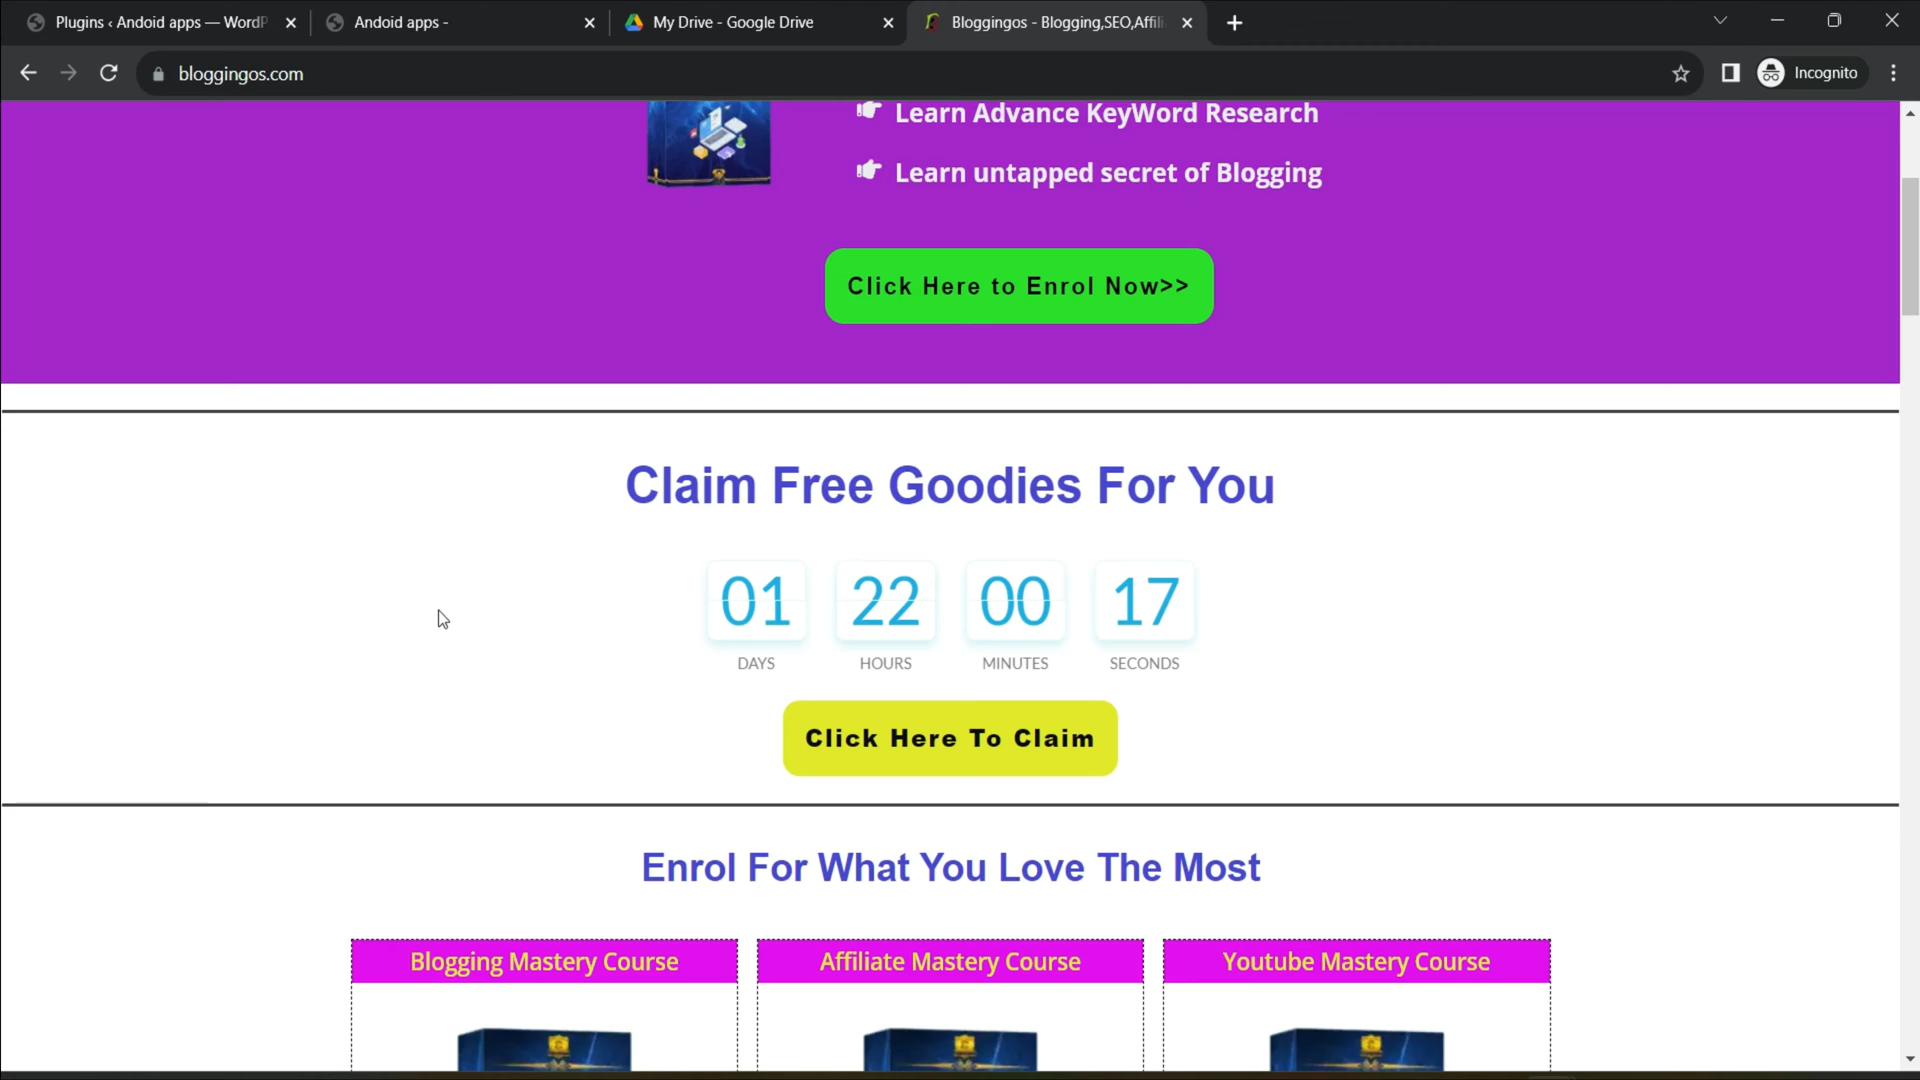 Plugins ‹ Andoid apps — WordP
Andoid apps -
My Drive - Google Drive
Bloggingos - Blogging,SEO,Affili
bloggingos.com
Incognito
Learn Advance KeyWord Research
Learn untapped secret of Blogging
Click Here to Enrol Now>>
Claim Free Goodies For You
01 22 00 17
DAYS HOURS MINUTES SECONDS
Click Here To Claim
Enrol For What You Love The Most
Blogging Mastery Course
Affiliate Mastery Course
Youtube Mastery Course